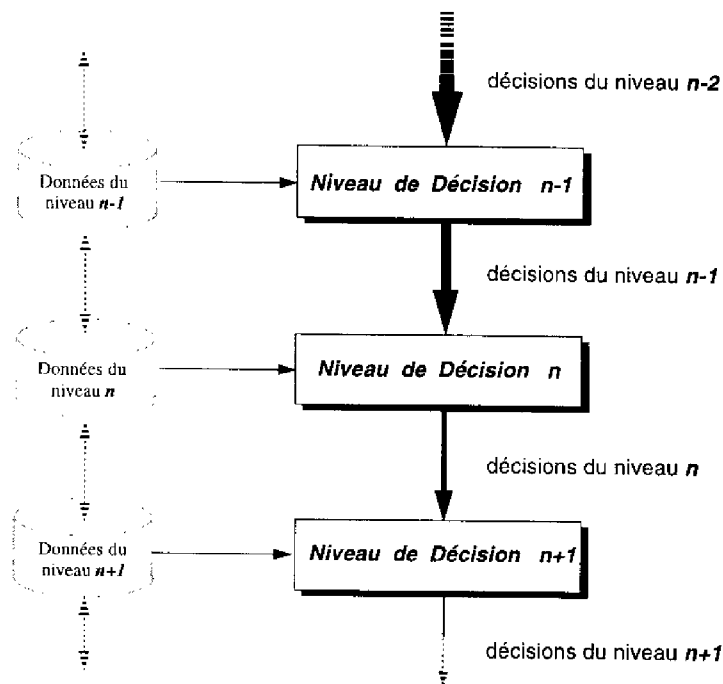 décisions du niveau n-2
Données du
niveau n-1
Niveau de Décision n-1
décisions du niveau n-1
Données du
niveau n
Niveau de Décision n
décisions du niveau n
Données du
niveau n+1
Niveau de Décision n+1
décisions du niveau n+1